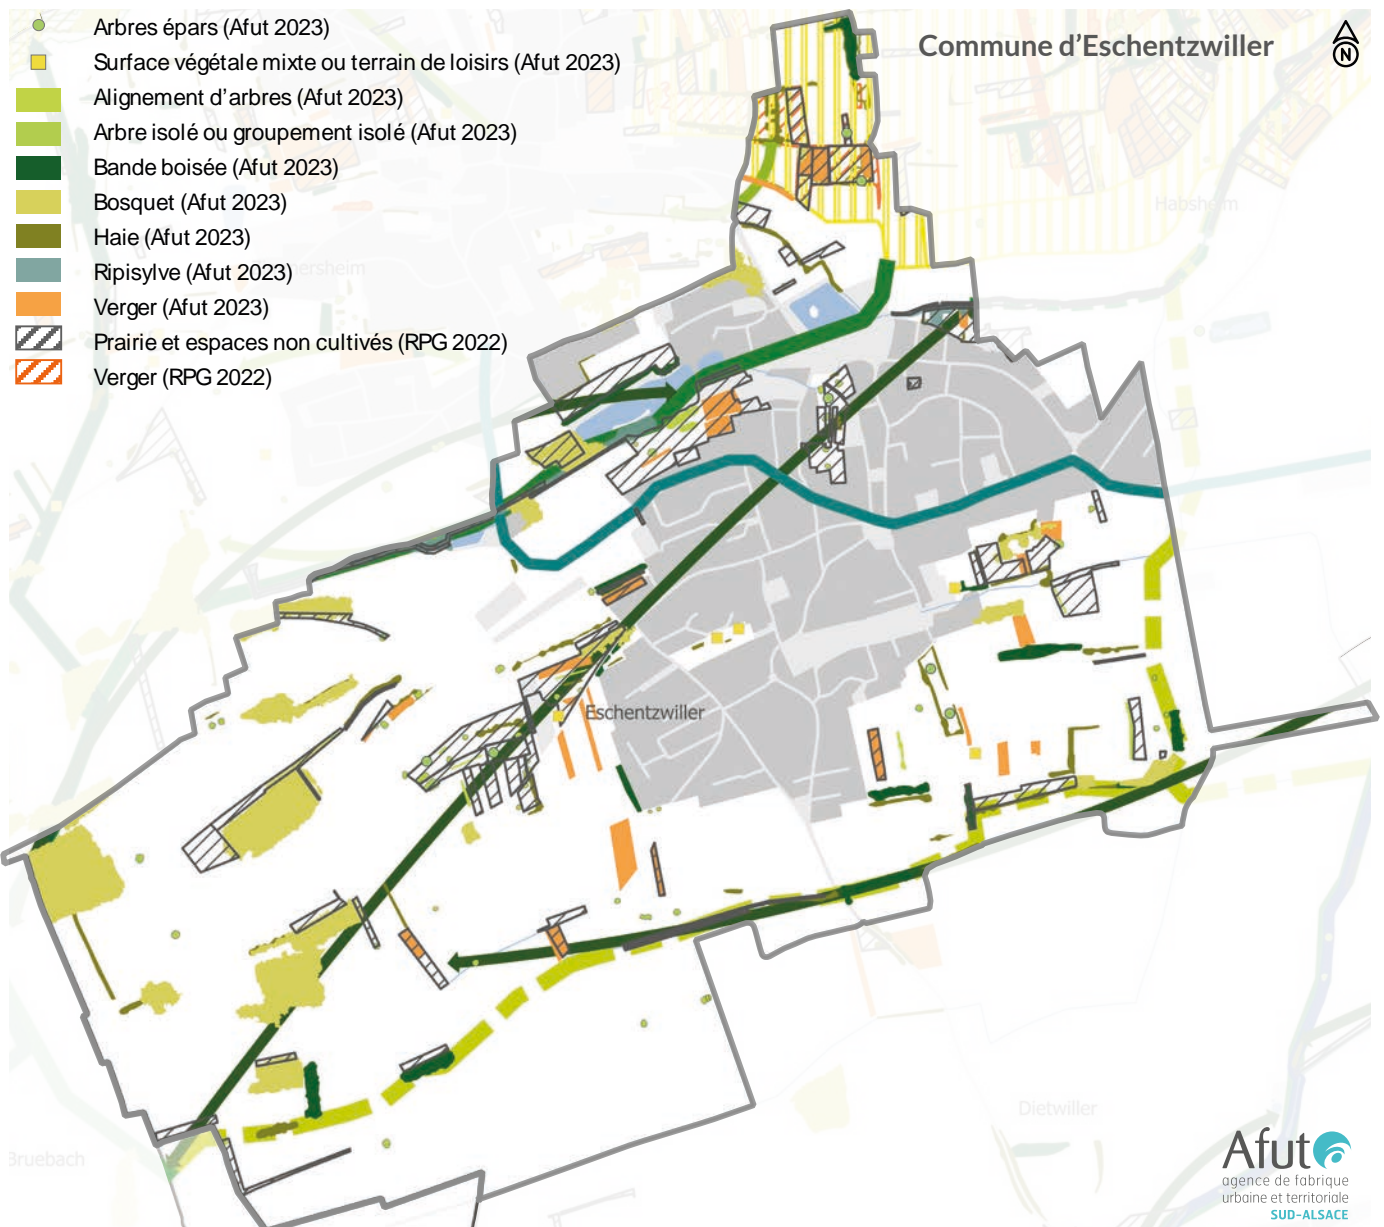 Arbres épars (Afut 2023)
Surface végétale mixte ou terrain de loisirs (Afut 2023)
Alignement d'arbres (Afut 2023)
Arbre isolé ou groupement isolé (Afut 2023)
Bande boisée (Afut 2023)
Bosquet (Afut 2023)
Haie (Afut 2023)
Ripisylve (Afut 2023)
Verger (Afut 2023)
Prairie et espaces non cultivés (RPG 2022)
Verger (RPG 2022)
Commune d'Eschentzwiller
N
Habsheim
Eschentzwiller
Dietwiller
Bruebach
Afut
agence de fabrique
urbaine et territoriale
SUD-ALSACE